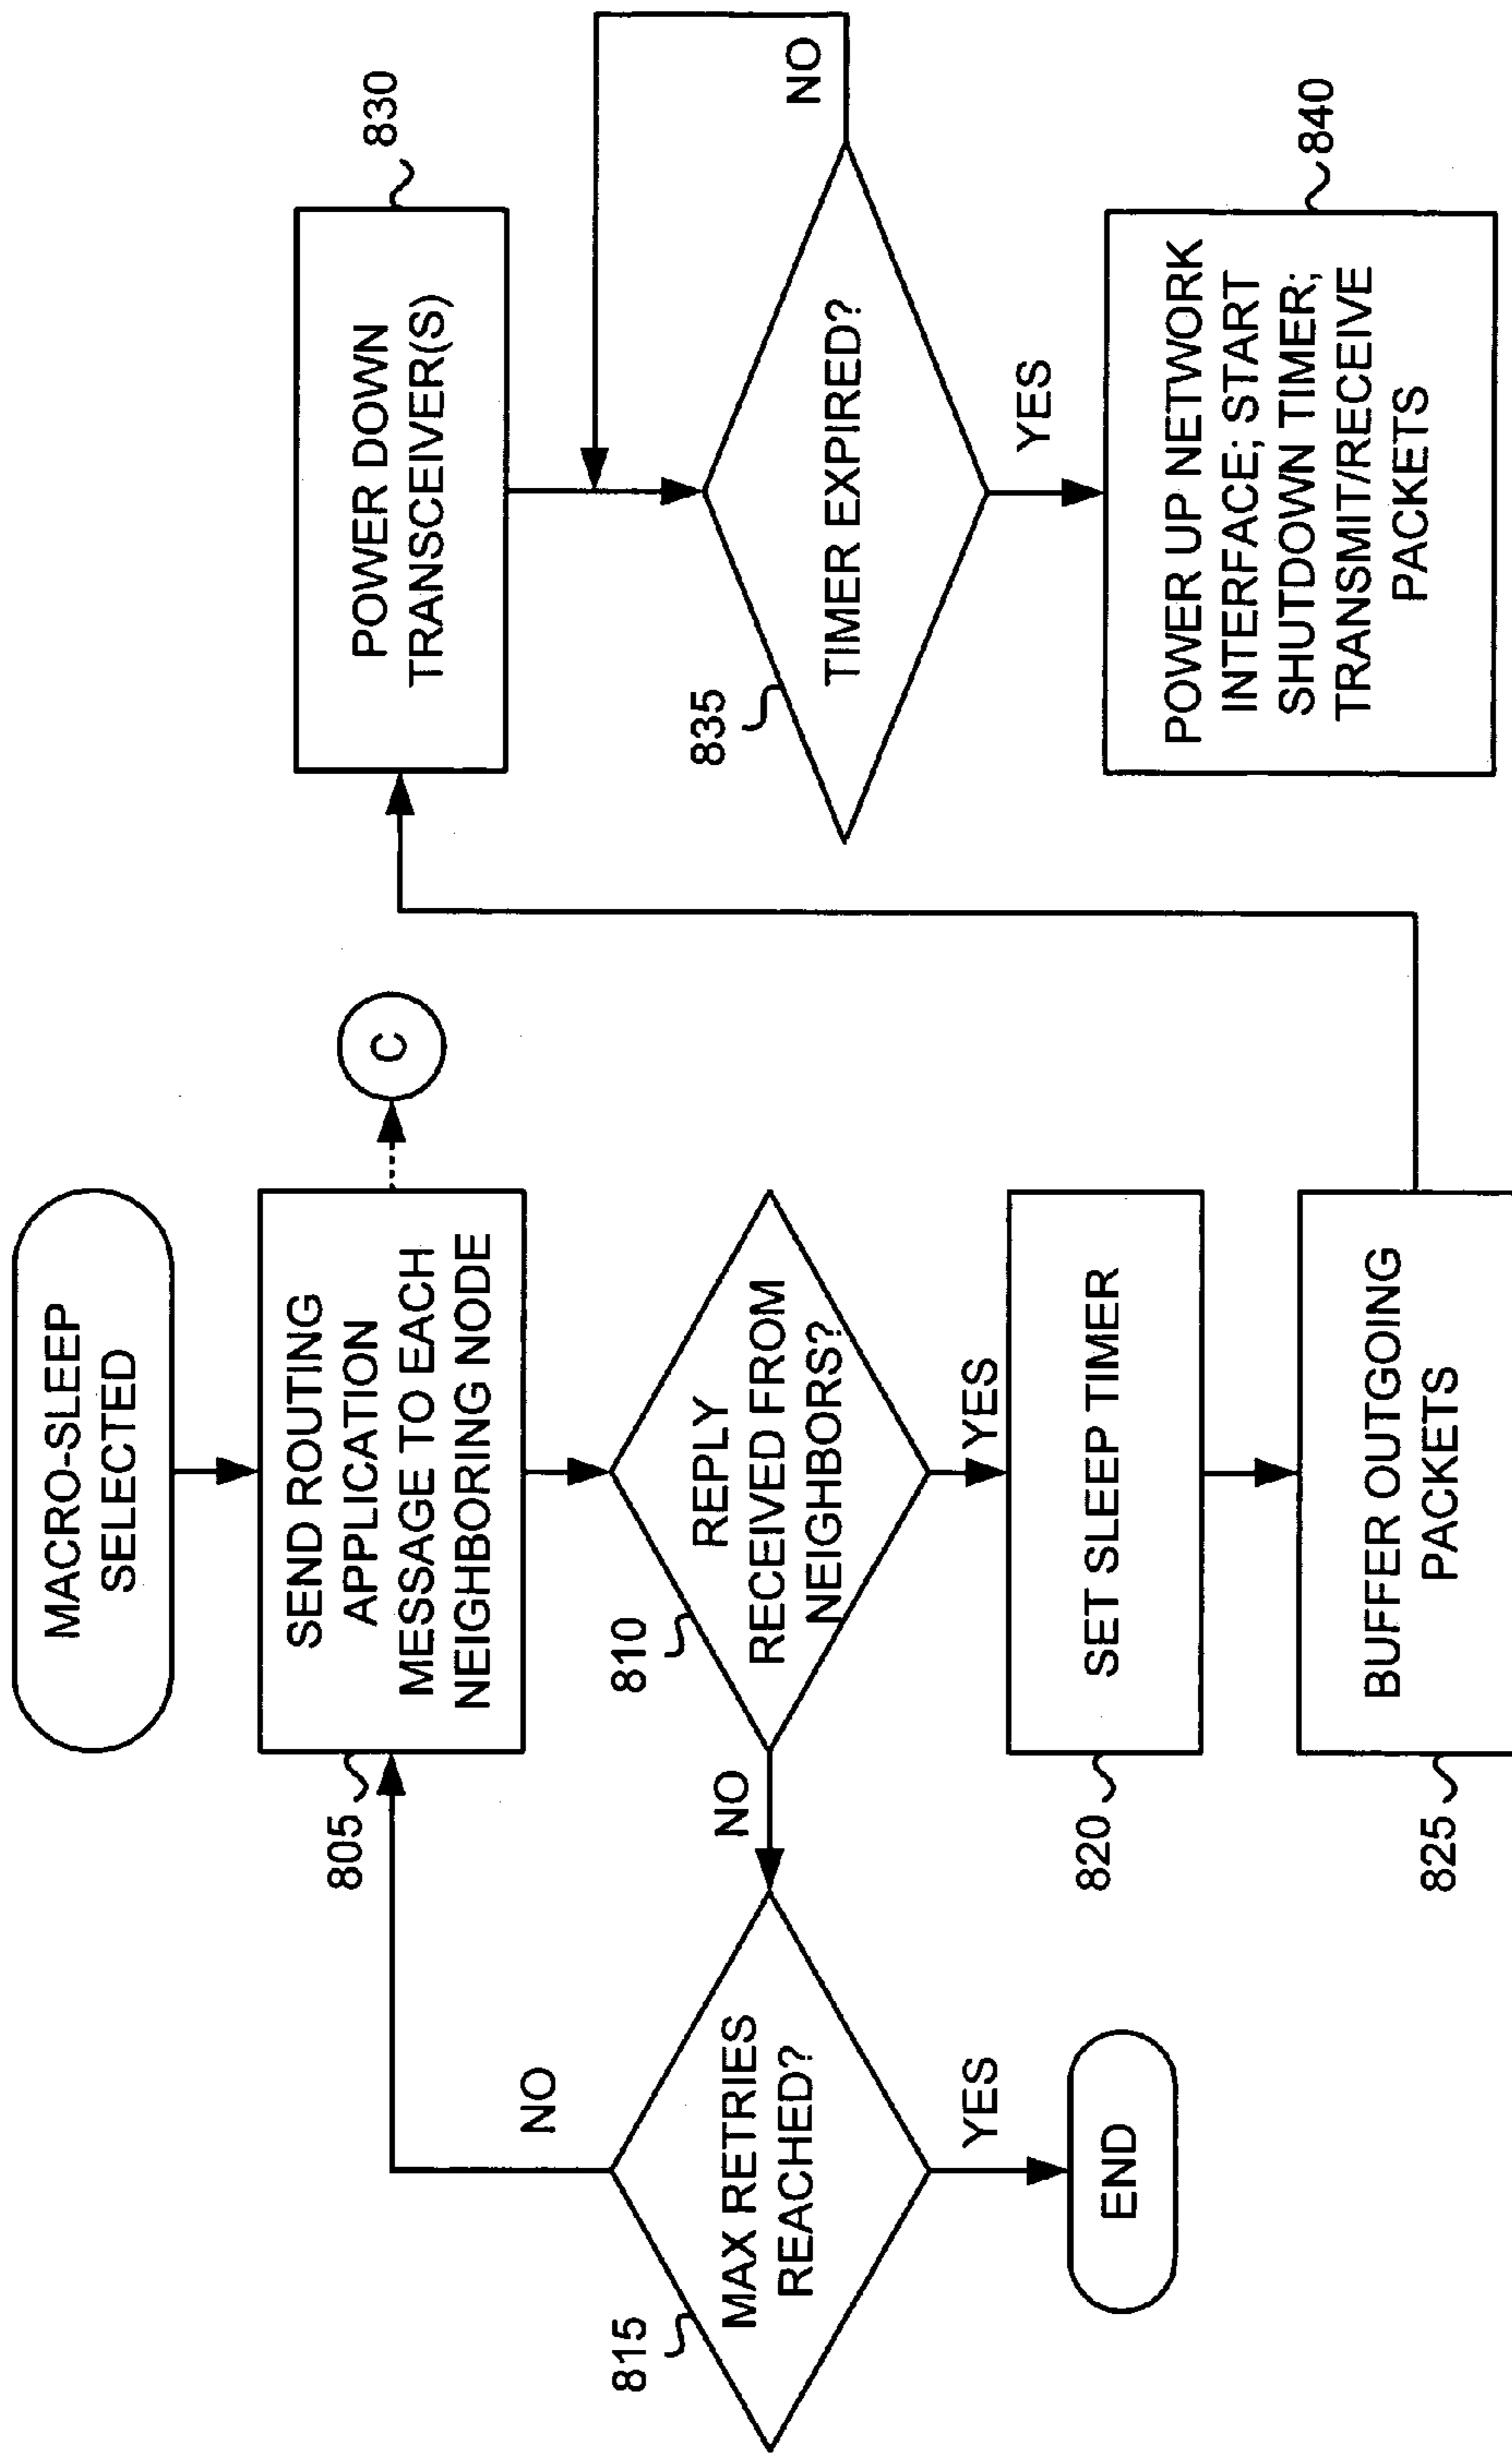 MACRO-SLEEP
SELECTED
805
SEND ROUTING
APPLICATION
MESSAGE TO EACH
NEIGHBORING NODE
C
810
REPLY
RECEIVED FROM
NEIGHBORS?
NO
YES
815
MAX RETRIES
REACHED?
NO
YES
END
820
SET SLEEP TIMER
825
BUFFER OUTGOING
PACKETS
830
POWER DOWN
TRANSCEIVER(S)
835
TIMER EXPIRED?
NO
YES
840
POWER UP NETWORK
INTERFACE; START
SHUTDOWN TIMER;
TRANSMIT/RECEIVE
PACKETS